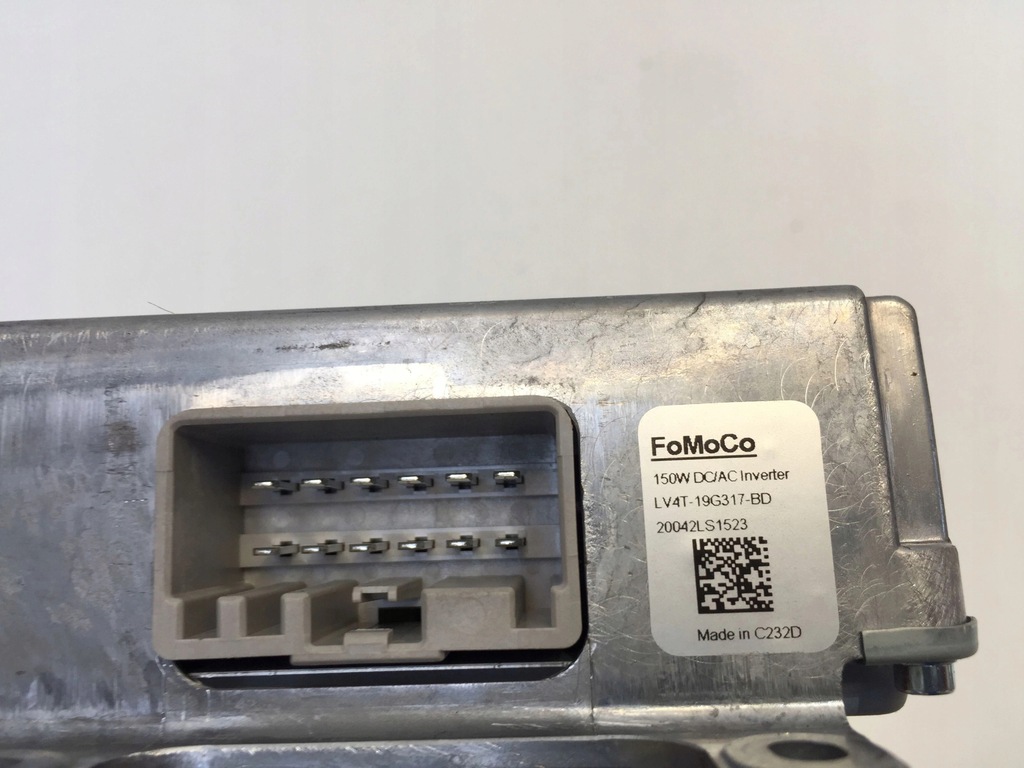 FoMoCo
150W DC/AC Inverter
LV4T-19G317-BD
20042LS1523
Made in C232D